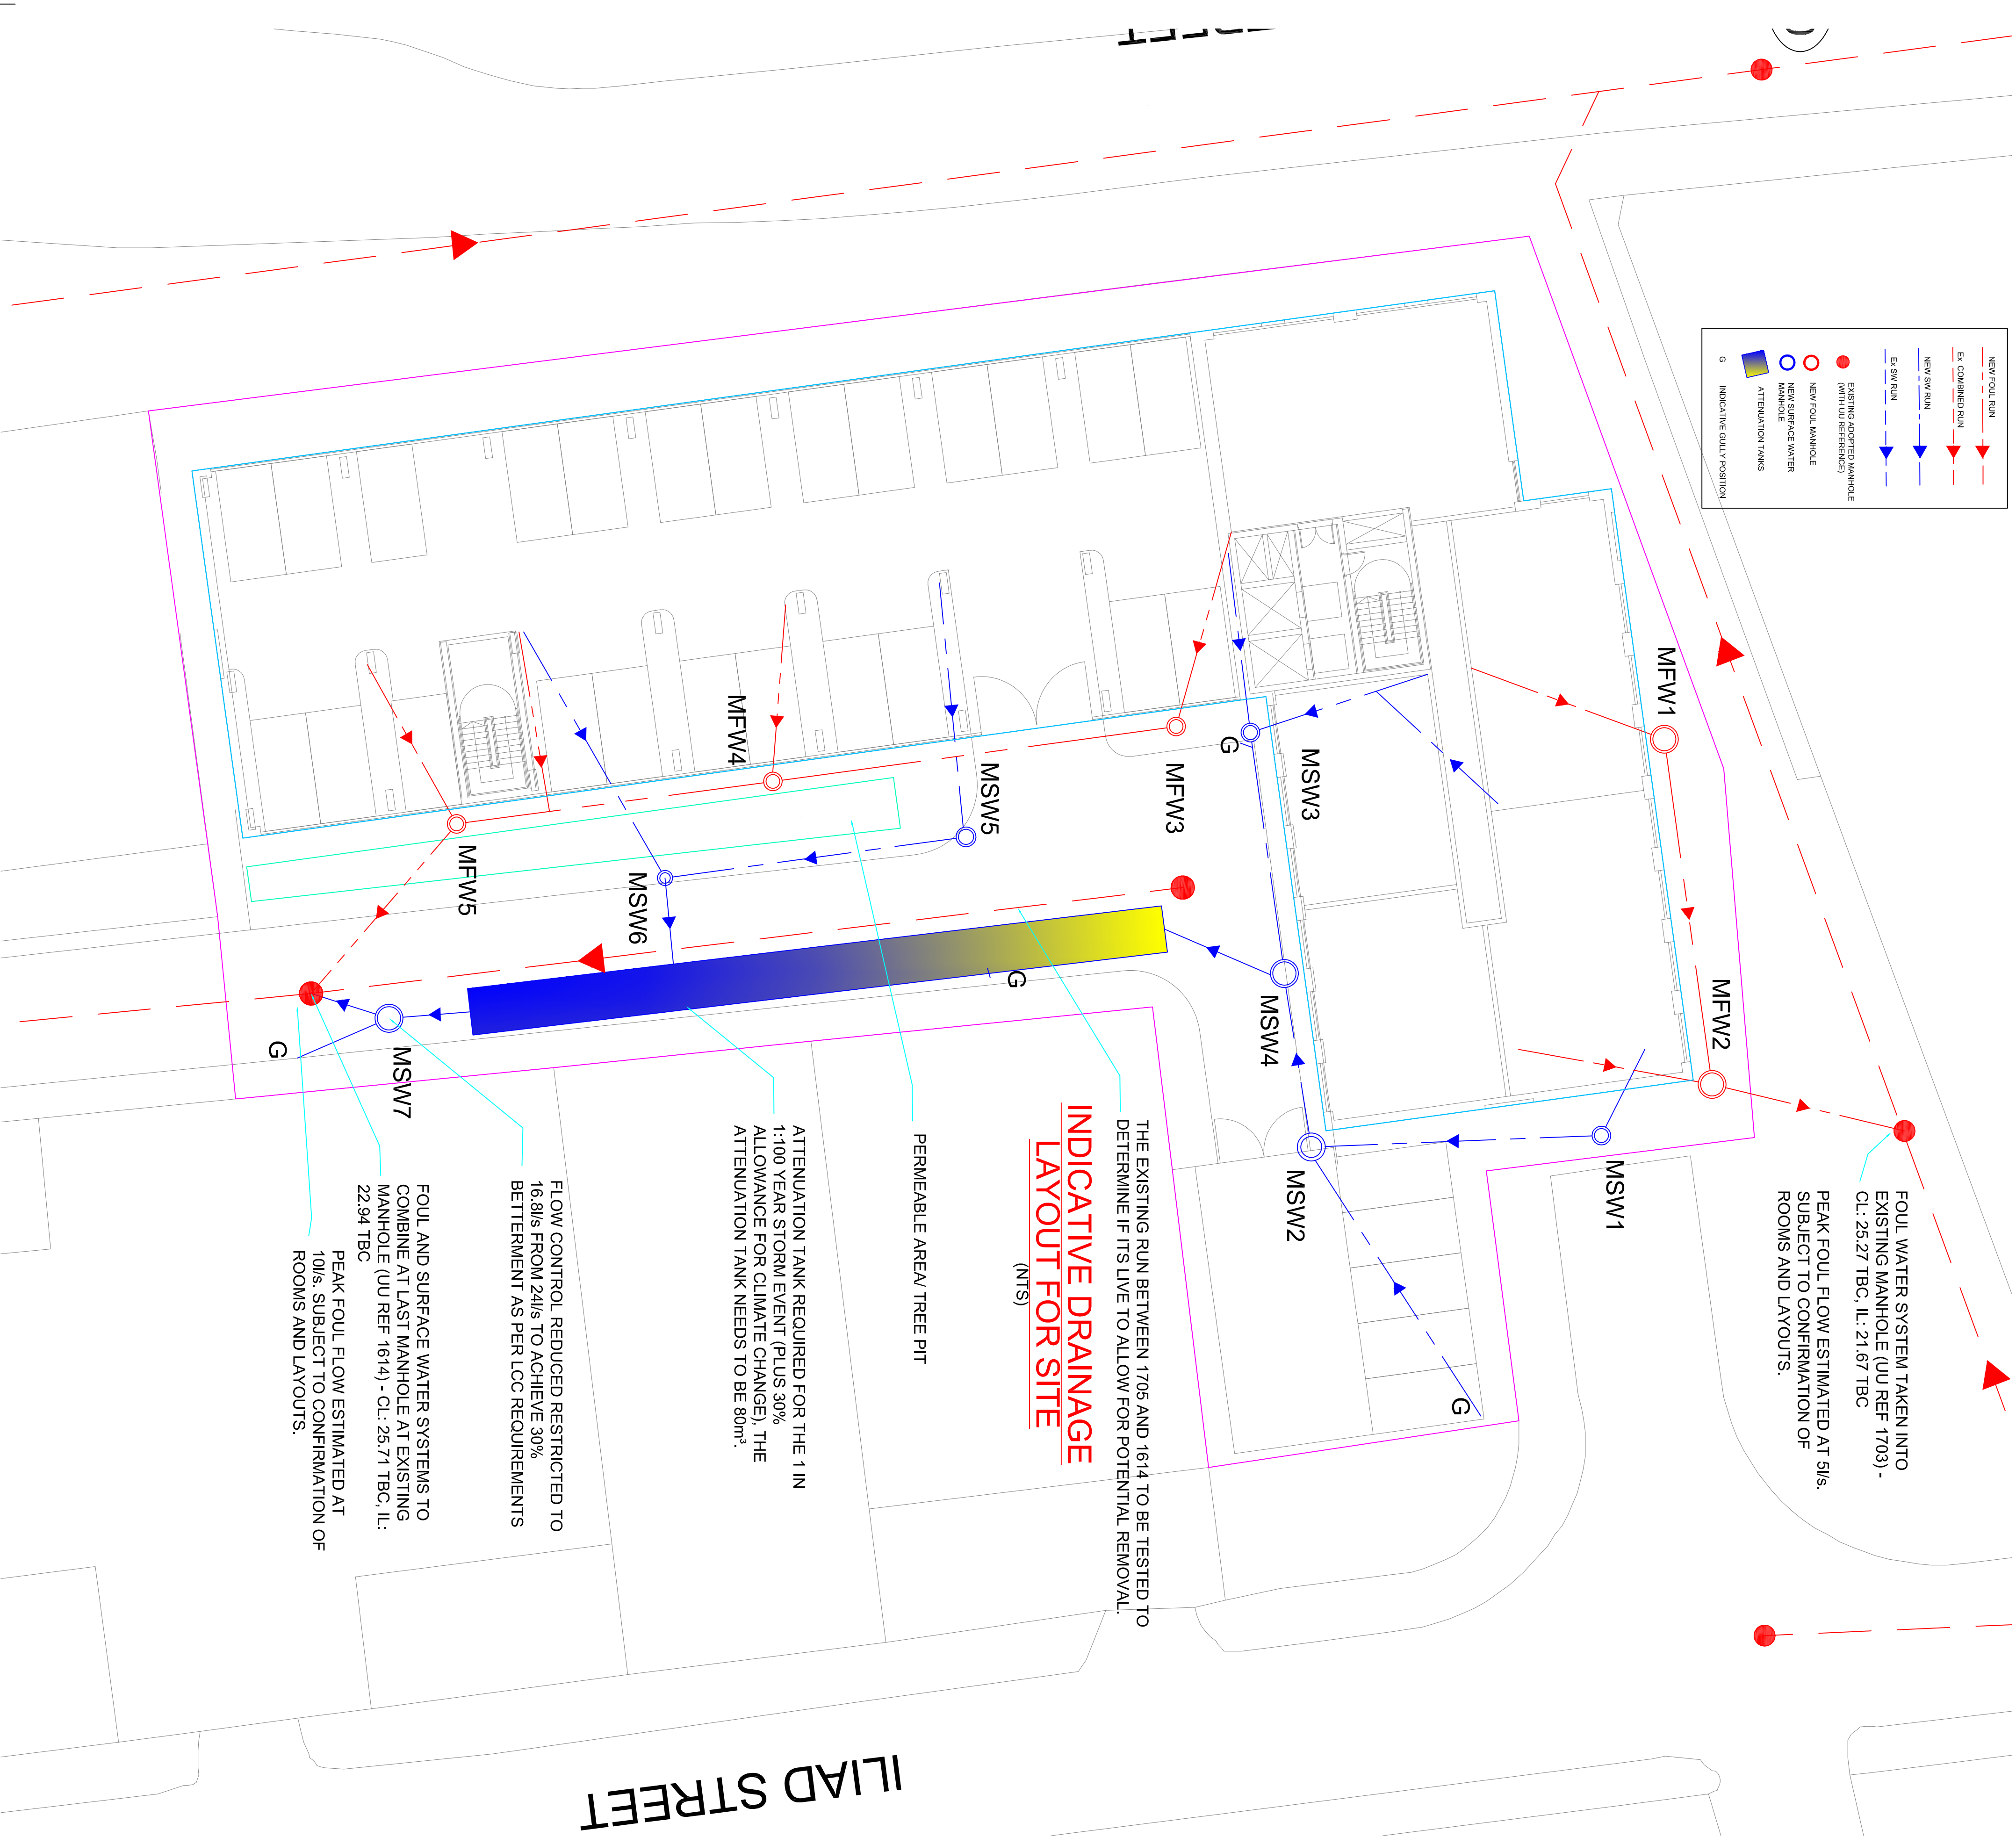 NEW FOUL RUN
Ex COMBINED RUN
NEW SW RUN
Ex SW RUN
EXISTING ADOPTED MANHOLE
(WITH UU REFERENCE)
NEW FOUL MANHOLE
NEW SURFACE WATER
MANHOLE
ATTENUATION TANKS
G
INDICATIVE GULLY POSITION
FOUL WATER SYSTEM TAKEN INTO
EXISTING MANHOLE (UU REF 1703) -
CL: 25.27 TBC, IL: 21.67 TBC
PEAK FOUL FLOW ESTIMATED AT 5l/s.
SUBJECT TO CONFIRMATION OF
ROOMS AND LAYOUTS.
MFW1
MFW2
MSW1
MSW2
MSW3
MSW4
G
G
G
MFW3
MSW5
MFW4
MSW6
MFW5
MSW7
G
THE EXISTING RUN BETWEEN 1705 AND 1614 TO BE TESTED TO
DETERMINE IF ITS LIVE TO ALLOW FOR POTENTIAL REMOVAL.
INDICATIVE DRAINAGE
LAYOUT FOR SITE
(NTS)
PERMEABLE AREA/ TREE PIT
ATTENUATION TANK REQUIRED FOR THE 1 IN
1:100 YEAR STORM EVENT (PLUS 30%
ALLOWANCE FOR CLIMATE CHANGE), THE
ATTENUATION TANK NEEDS TO BE 80m³.
FLOW CONTROL REDUCED RESTRICTED TO
16.8l/s FROM 24l/s TO ACHIEVE 30%
BETTERMENT AS PER LCC REQUIREMENTS
FOUL AND SURFACE WATER SYSTEMS TO
COMBINE AT LAST MANHOLE AT EXISTING
MANHOLE (UU REF 1614) - CL: 25.71 TBC, IL:
22.94 TBC
PEAK FOUL FLOW ESTIMATED AT
10l/s. SUBJECT TO CONFIRMATION OF
ROOMS AND LAYOUTS.
ILIAD STREET